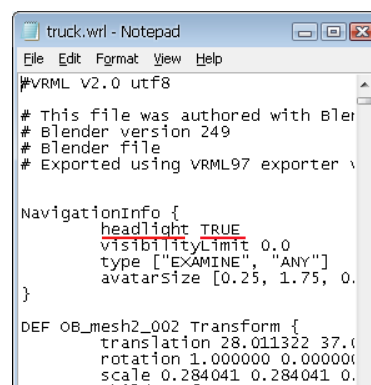 truck.wrl - Notepad
File Edit Format View Help
#VRML V2.0 utf8
# This file was authored with Bler
# Blender version 249
# Blender file
# Exported using VRML97 exporter
NavigationInfo {
headlight TRUE
visibilityLimit 0.0
type ["EXAMINE", "ANY"]
avatarSize [0.25, 1.75, 0.
}
DEF OB_mesh2_002 Transform {
translation 28.011322 37.
rotation 1.000000 0.000000
scale 0.284041 0.284041 0.